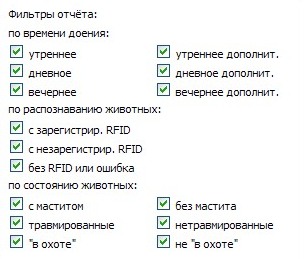 Фильтры отчёта:
по времени доения:
утреннее утреннее дополнит.
дневное дневное дополнит.
вечернее вечернее дополнит.
по распознаванию животных:
с зарегистрир. RFID
с незарегистрир. RFID
без RFID или ошибка
по состоянию животных:
с маститом без мастита
травмированные нетравмированные
"в охоте" не "в охоте"